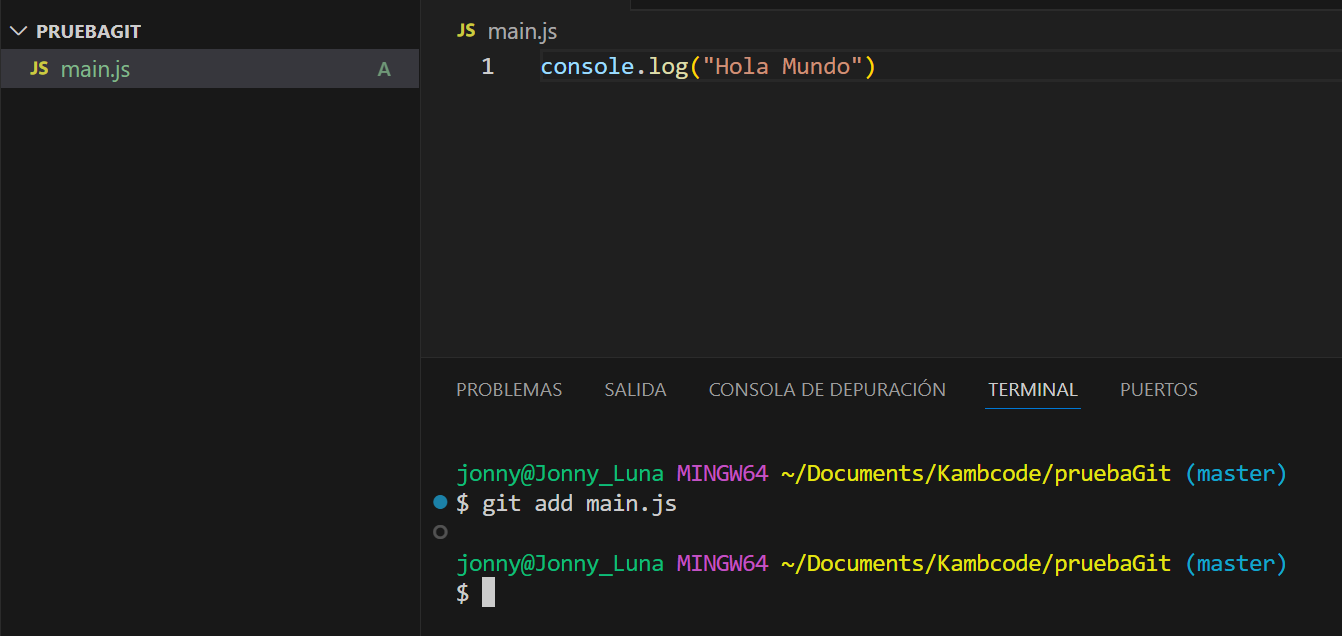 PRUEBAGIT
JS main.js A
JS main.js
1 console.log("Hola Mundo")
PROBLEMAS SALIDA CONSOLA DE DEPURACIÓN TERMINAL PUERTOS
jonny@Jonny_Luna MINGW64 ~/Documents/Kambcode/pruebaGit (master)
$ git add main.js
jonny@Jonny_Luna MINGW64 ~/Documents/Kambcode/pruebaGit (master)
$